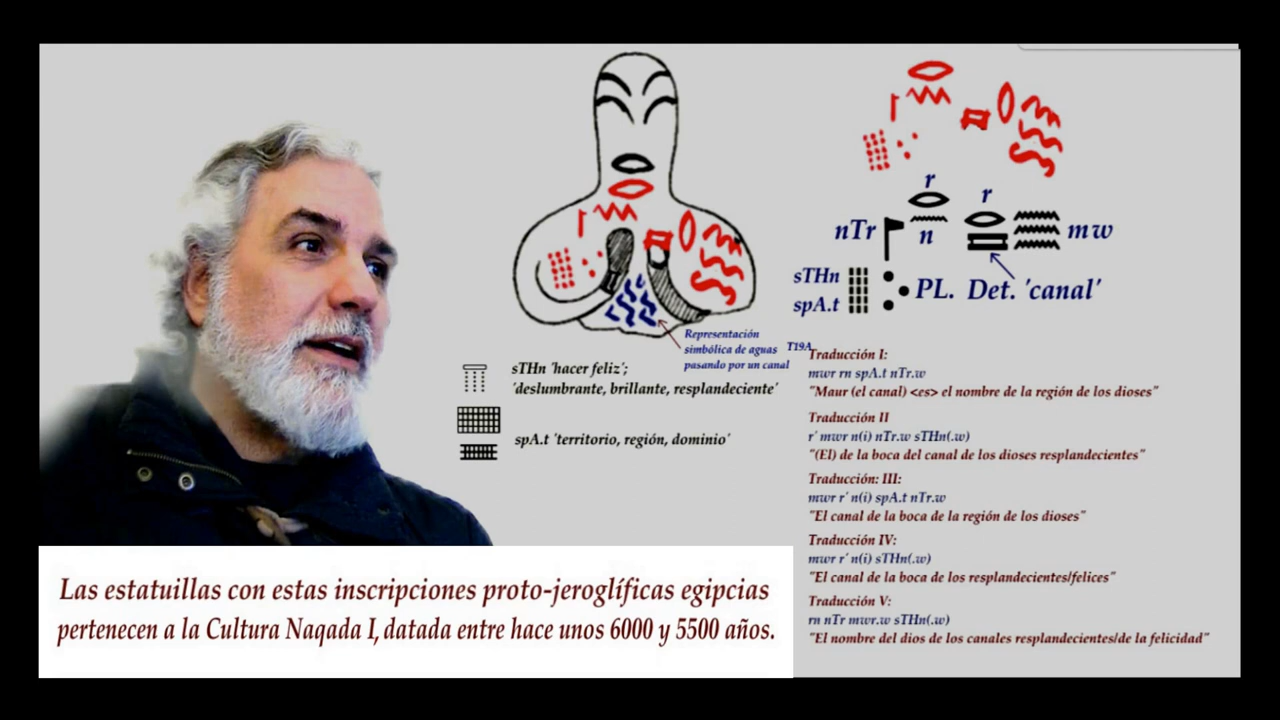 r
r
nTr
n
mw
sTHn
spA.t
PL.
Det. 'canal'
Representación
simbólica de aguas
pasando por un canal
T19A
sTHn 'hacer feliz';
'deslumbrante, brillante, resplandeciente'
spA.t 'territorio, región, dominio'
Traducción I:
mwr rn spA.t nTr.w
"Maur (el canal) <es> el nombre de la región de los dioses"
Traducción II
r' mwr n(i) nTr.w sTHn(.w)
"(El) de la boca del canal de los dioses resplandecientes"
Traducción: III:
mwr r' n(i) spA.t nTr.w
"El canal de la boca de la región de los dioses"
Traducción IV:
mwr r' n(i) sTHn(.w)
"El canal de la boca de los resplandecientes/felices"
Traducción V:
rn nTr mwr.w sTHn(.w)
"El nombre del dios de los canales resplandecientes/de la felicidad"
Las estatuillas con estas inscripciones proto-jeroglíficas egipcias
pertenecen a la Cultura Naqada I, datada entre hace unos 6000 y 5500 años.